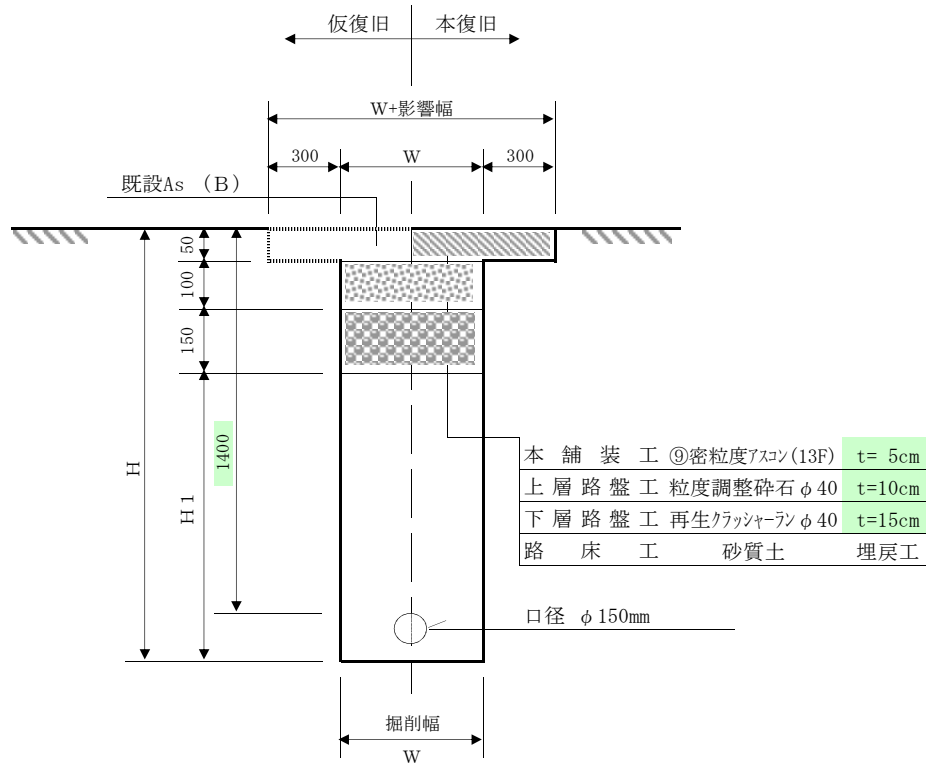 仮復旧 本復旧
W+影響幅
300 W 300
既設As （B）
50
100
150
1400
H
H1
本舗装工 ⑨密粒度アスコン(13F) t= 5cm
上層路盤工 粒度調整砕石φ40 t=10cm
下層路盤工 再生クラッシャーランφ40 t=15cm
路床工 砂質土 埋戻工
口径 φ150mm
掘削幅
W